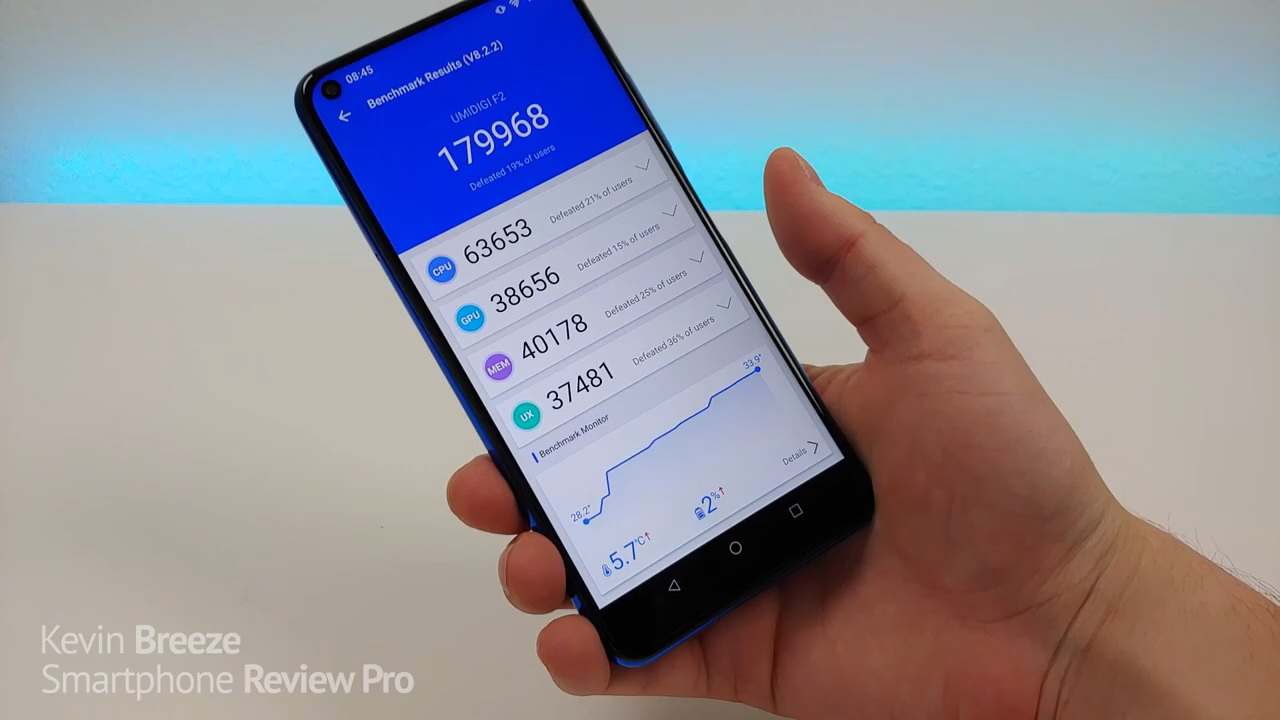 08:45
Benchmark Results (V8.2.2)
UMIDIGI F2
179968
Defeated 19% of users
CPU 63653 Defeated 21% of users
GPU 38656 Defeated 15% of users
MEM 40178 Defeated 25% of users
UX 37481 Defeated 36% of users
Benchmark Monitor
33.9°
28.2°
5.7°C↑ 2%↑ Details
Kevin Breeze
Smartphone Review Pro